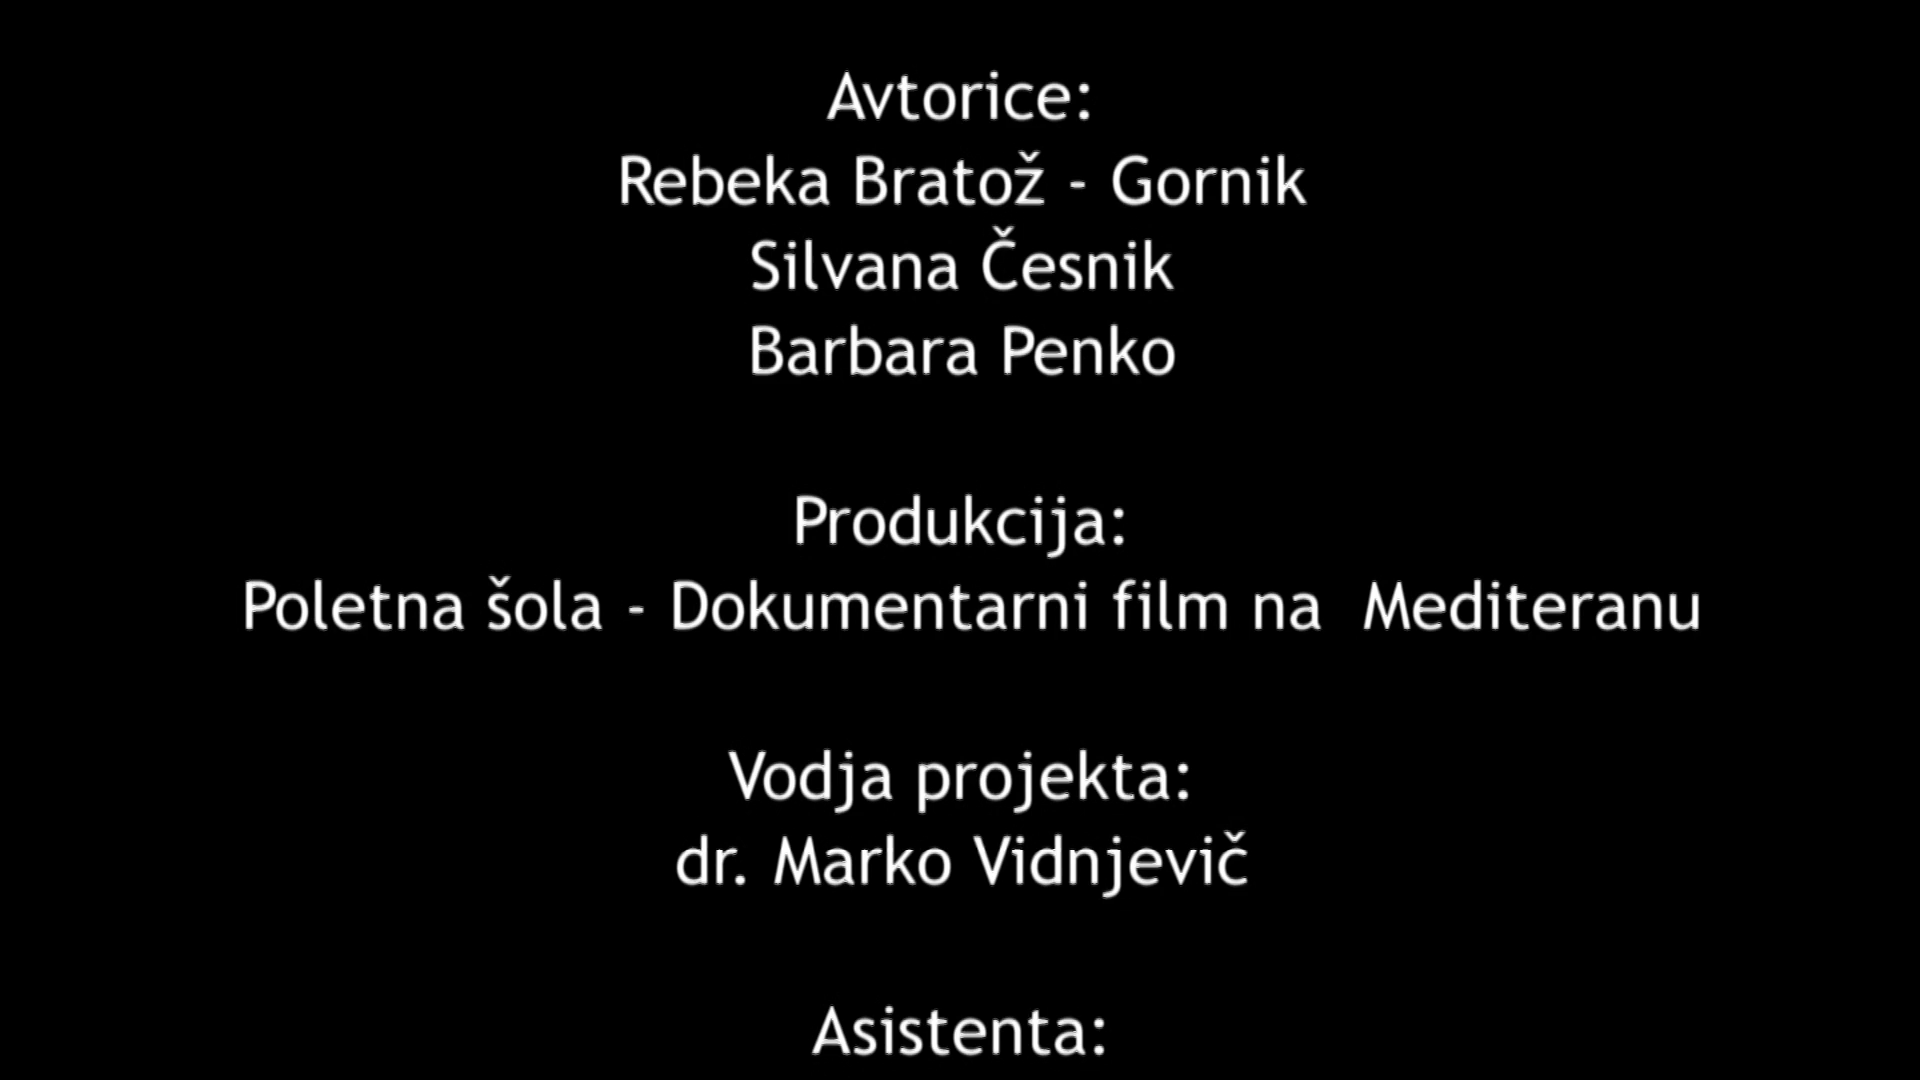 Avtorice:
Rebeka Bratož - Gornik
Silvana Česnik
Barbara Penko
Produkcija:
Poletna šola - Dokumentarni film na  Mediteranu
Vodja projekta:
dr. Marko Vidnjevič
Asistenta: